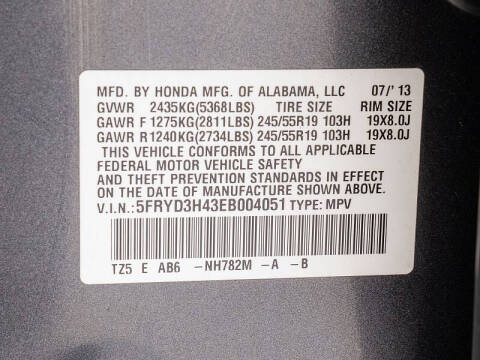 MFD. BY HONDA MFG. OF ALABAMA, LLC 07/'13
GVWR 2435KG(5368LBS) TIRE SIZE RIM SIZE
GAWR F 1275KG(2811LBS) 245/55R19 103H 19X8.0J
GAWR R 1240KG(2734LBS) 245/55R19 103H 19X8.0J
THIS VEHICLE CONFORMS TO ALL APPLICABLE
FEDERAL MOTOR VEHICLE SAFETY
AND THEFT PREVENTION STANDARDS IN EFFECT
ON THE DATE OF MANUFACTURE SHOWN ABOVE.
V.I.N.: 5FRYD3H43EB004051 TYPE: MPV
TZ5 E AB6 -NH782M -A -B